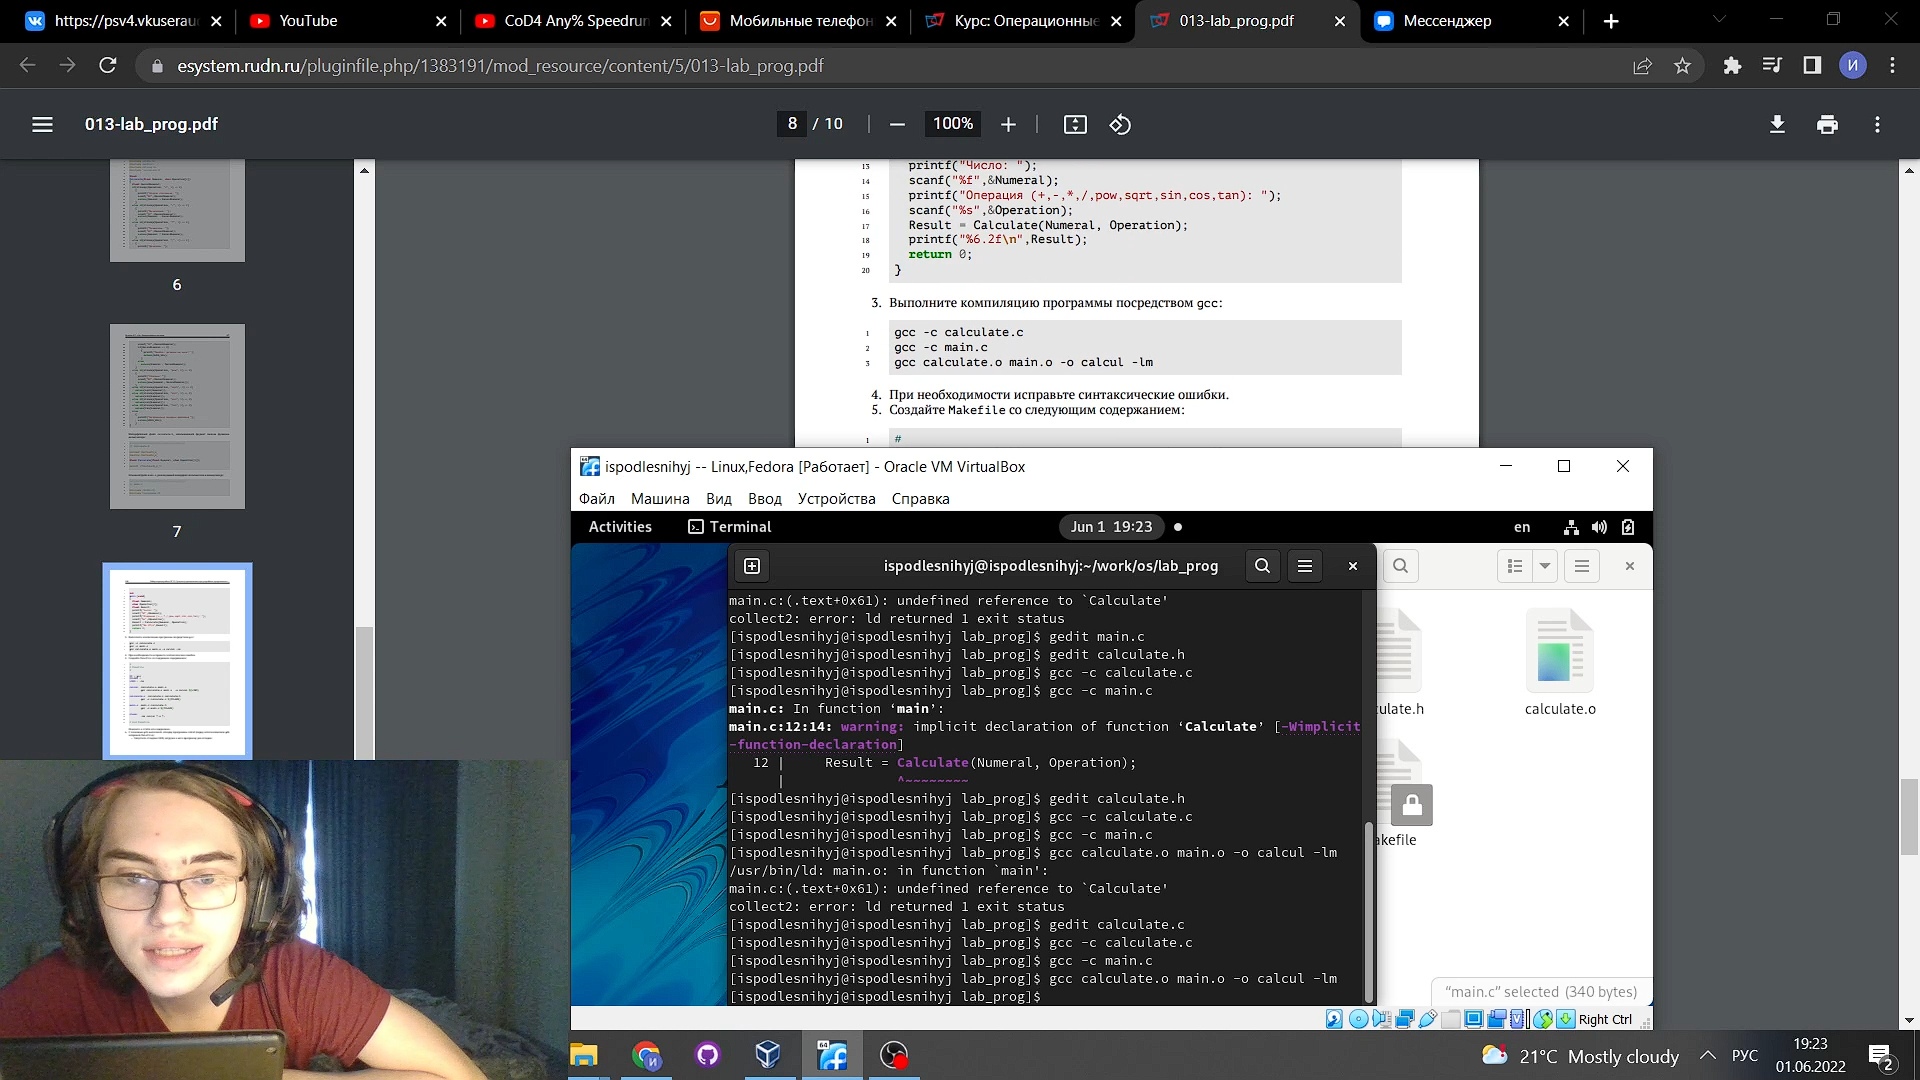 https://psv4.vkuserau
YouTube
CoD4 Any% Speedrun
Мобильные телефон
Курс: Операционные
013-lab_prog.pdf
Мессенджер
esystem.rudn.ru/pluginfile.php/1383191/mod_resource/content/5/013-lab_prog.pdf
И
013-lab_prog.pdf
8 / 10
100%
6
7
13 printf("Число: ");
14 scanf("%f",&Numeral);
15 printf("Операция (+,-,*,/,pow,sqrt,sin,cos,tan): ");
16 scanf("%s",&Operation);
17 Result = Calculate(Numeral, Operation);
18 printf("%6.2f\n",Result);
19 return 0;
20 }
3. Выполните компиляцию программы посредством gcc:
1 gcc -c calculate.c
2 gcc -c main.c
3 gcc calculate.o main.o -o calcul -lm
4. При необходимости исправьте синтаксические ошибки.
5. Создайте Makefile со следующим содержанием:
1 #
ispodlesnihyj -- Linux,Fedora [Работает] - Oracle VM VirtualBox
Файл Машина Вид Ввод Устройства Справка
Activities Terminal Jun 1 19:23 en
ispodlesnihyj@ispodlesnihyj:~/work/os/lab_prog
main.c:(.text+0x61): undefined reference to `Calculate'
collect2: error: ld returned 1 exit status
[ispodlesnihyj@ispodlesnihyj lab_prog]$ gedit main.c
[ispodlesnihyj@ispodlesnihyj lab_prog]$ gedit calculate.h
[ispodlesnihyj@ispodlesnihyj lab_prog]$ gcc -c calculate.c
[ispodlesnihyj@ispodlesnihyj lab_prog]$ gcc -c main.c
main.c: In function ‘main’:
main.c:12:14: warning: implicit declaration of function ‘Calculate’ [-Wimplicit
-function-declaration]
12 | Result = Calculate(Numeral, Operation);
| ^~~~~~~~~
[ispodlesnihyj@ispodlesnihyj lab_prog]$ gedit calculate.h
[ispodlesnihyj@ispodlesnihyj lab_prog]$ gcc -c calculate.c
[ispodlesnihyj@ispodlesnihyj lab_prog]$ gcc -c main.c
[ispodlesnihyj@ispodlesnihyj lab_prog]$ gcc calculate.o main.o -o calcul -lm
/usr/bin/ld: main.o: in function `main':
main.c:(.text+0x61): undefined reference to `Calculate'
collect2: error: ld returned 1 exit status
[ispodlesnihyj@ispodlesnihyj lab_prog]$ gedit calculate.c
[ispodlesnihyj@ispodlesnihyj lab_prog]$ gcc -c calculate.c
[ispodlesnihyj@ispodlesnihyj lab_prog]$ gcc -c main.c
[ispodlesnihyj@ispodlesnihyj lab_prog]$ gcc calculate.o main.o -o calcul -lm
[ispodlesnihyj@ispodlesnihyj lab_prog]$
ulate.h
calculate.o
akefile
“main.c” selected (340 bytes)
Right Ctrl
64
21°C Mostly cloudy
РУС
19:23
01.06.2022
2